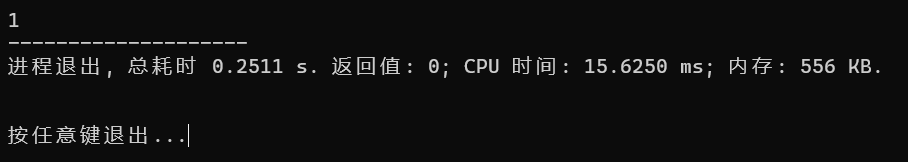 1
--------------------
进程退出, 总耗时 0.2511 s. 返回值: 0; CPU 时间: 15.6250 ms; 内存: 556 KB.
按任意键退出...